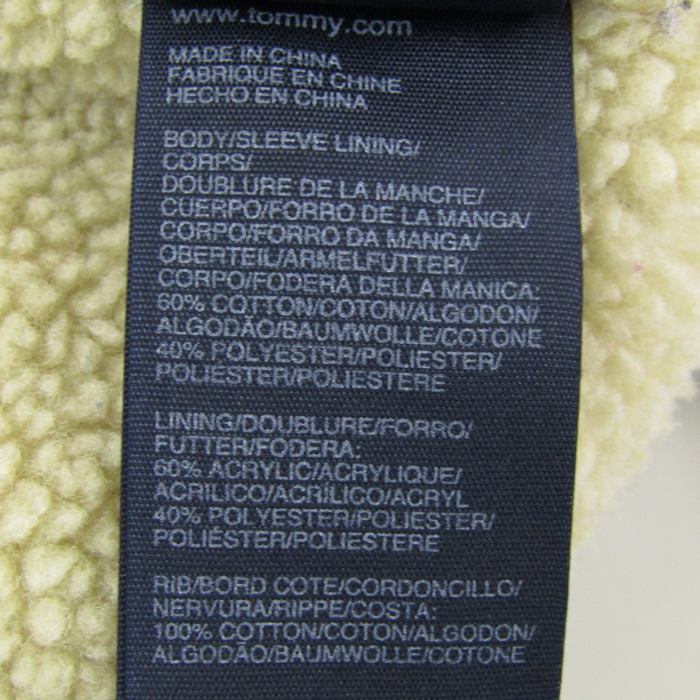 www.tommy.com
MADE IN CHINA
FABRIQUE EN CHINE
HECHO EN CHINA
BODY/SLEEVE LINING/
CORPS/
DOUBLURE DE LA MANCHE/
CUERPO/FORRO DE LA MANGA/
CORPO/FORRO DA MANGA/
OBERTEIL/ARMELFUTTER/
CORPO/FODERA DELLA MANICA:
60% COTTON/COTON/ALGODON/
ALGODÃO/BAUMWOLLE/COTONE
40% POLYESTER/POLIESTER/
POLIÉSTER/POLIESTERE
LINING/DOUBLURE/FORRO/
FUTTER/FODERA:
60% ACRYLIC/ACRYLIQUE/
ACRILICO/ACRÍLICO/ACRYL
40% POLYESTER/POLIESTER/
POLIÉSTER/POLIESTERE
RIB/BORD COTE/CORDONCILLO/
NERVURA/RIPPE/COSTA:
100% COTTON/COTON/ALGODON/
ALGODÃO/BAUMWOLLE/COTONE